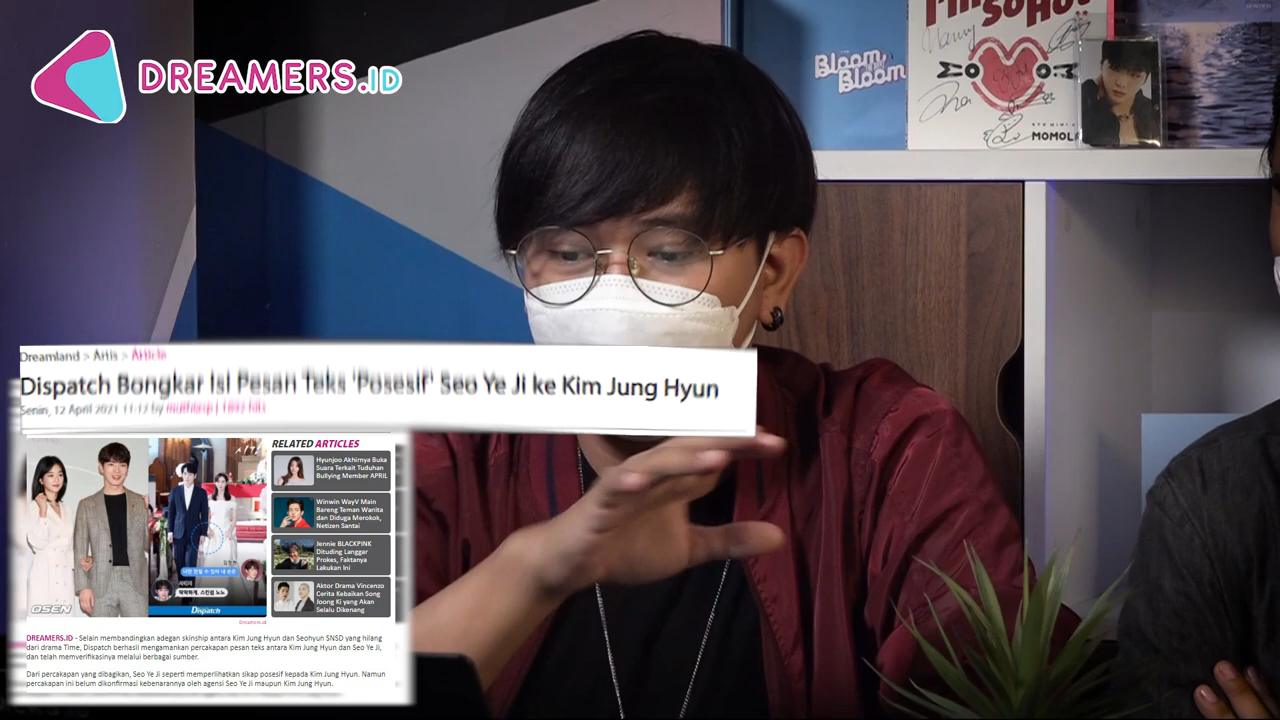 DREAMERS.ID
Bloom
Bloom
SO HOT
MOMOLA
Dreamland > Artis > Article
Dispatch Bongkar Isi Pesan Teks 'Posesif' Seo Ye Ji ke Kim Jung Hyun
Senin, 12 April 2021 11:12 by
RELATED ARTICLES
Hyunjoo Akhirnya Buka
Suara Terkait Tuduhan
Bullying Member APRIL
Winwin WayV Main
Bareng Teman Wanita
dan Diduga Merokok,
Netizen Santai
Jennie BLACKPINK
Dituding Langgar
Prokes, Faktanya
Lakukan Ini
Aktor Drama Vincenzo
Cerita Kebaikan Song
Joong Ki yang Akan
Selalu Dikenang
OSEN
Dispatch
Dreamers.id
DREAMERS.ID - Selain membandingkan adegan skinship antara Kim Jung Hyun dan Seohyun SNSD yang hilang
dari drama Time, Dispatch berhasil mengamankan percakapan pesan teks antara Kim Jung Hyun dan Seo Ye Ji,
dan telah memverifikasinya melalui berbagai sumber.
Dari percakapan yang dibagikan, Seo Ye Ji seperti memperlihatkan sikap posesif kepada Kim Jung Hyun. Namun
percakapan ini belum dikonfirmasi kebenarannya oleh agensi Seo Ye Ji maupun Kim Jung Hyun.